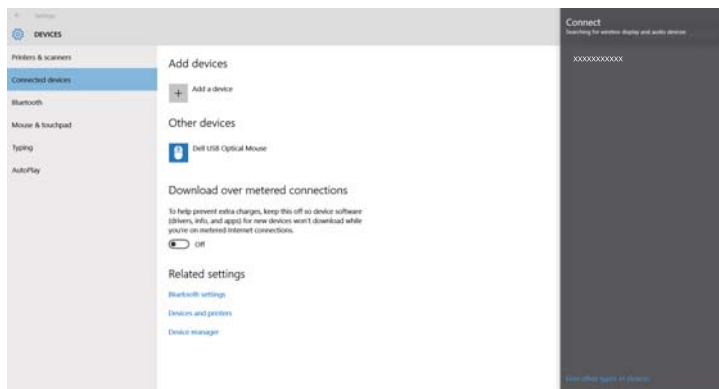 Settings
DEVICES
Printers & scanners
Connected devices
Bluetooth
Mouse & touchpad
Typing
AutoPlay
Add devices
Add a device
Other devices
Dell USB Optical Mouse
Download over metered connections
To help prevent extra charges, keep this off so device software
(drivers, info, and apps) for new devices won't download while
you're on metered Internet connections.
Off
Related settings
Bluetooth settings
Devices and printers
Device manager
Connect
Searching for wireless display and audio devices
XXXXXXXXXXX
Find other types of devices